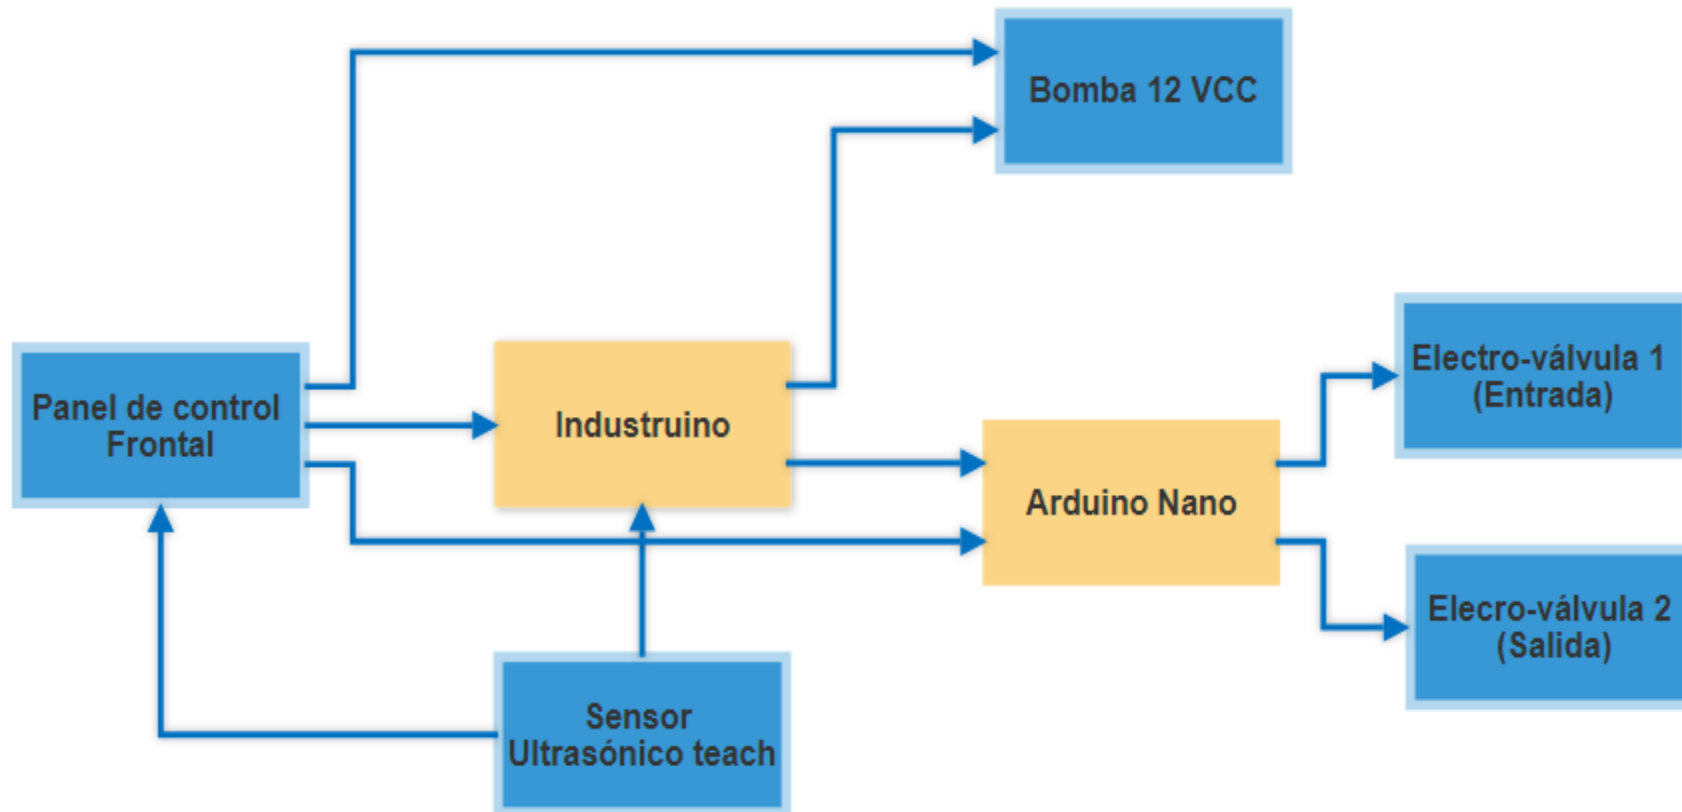 Bomba 12 VCC
Panel de control
Frontal
Industruino
Arduino Nano
Electro-válvula 1
(Entrada)
Elecro-válvula 2
(Salida)
Sensor
Ultrasónico teach